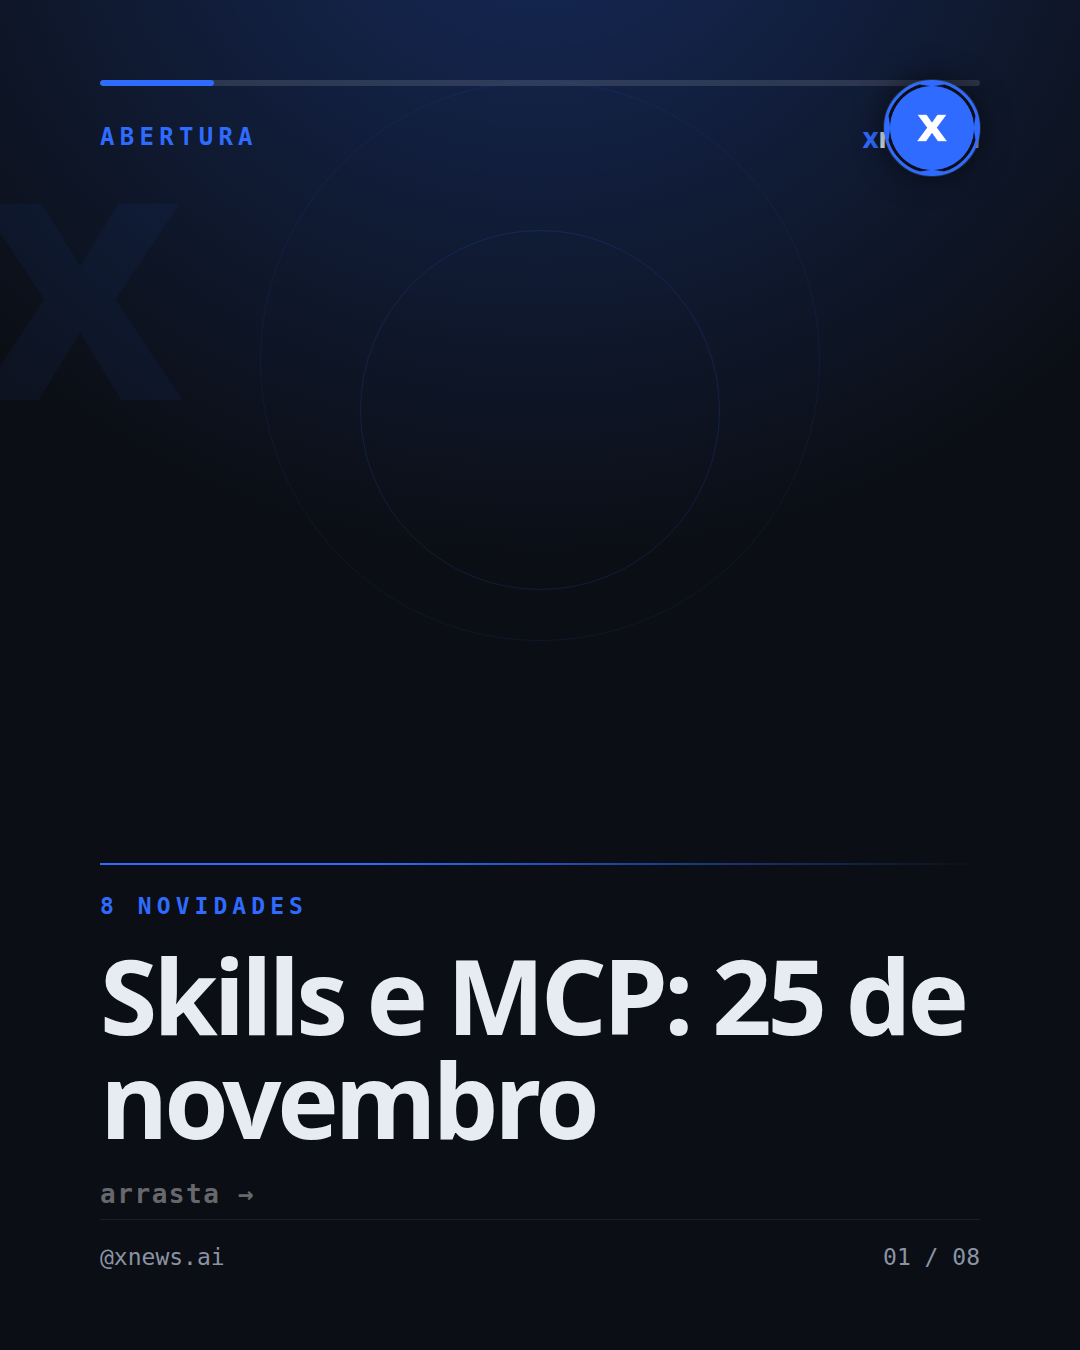 ABERTURA
x
X
8 NOVIDADES
Skills e MCP: 25 de
novembro
arrasta →
@xnews.ai
01 / 08